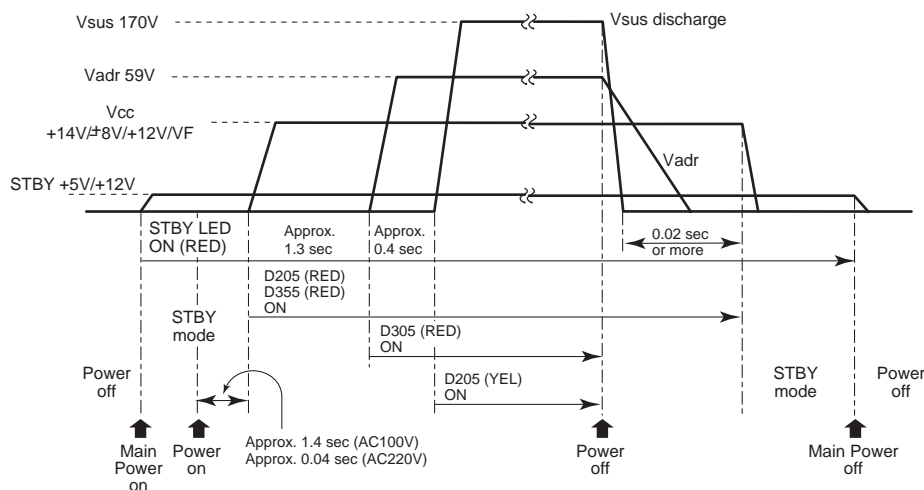 Vsus 170V
Vsus discharge
Vadr 59V
Vcc
+14V/±8V/+12V/VF
Vadr
STBY +5V/+12V
STBY LED
ON (RED)
Approx.
1.3 sec
Approx.
0.4 sec
0.02 sec
or more
D205 (RED)
D355 (RED)
ON
STBY
mode
D305 (RED)
ON
Power
off
D205 (YEL)
ON
STBY
mode
Power
off
Main
Power
on
Power
on
Approx. 1.4 sec (AC100V)
Approx. 0.04 sec (AC220V)
Power
off
Main Power
off